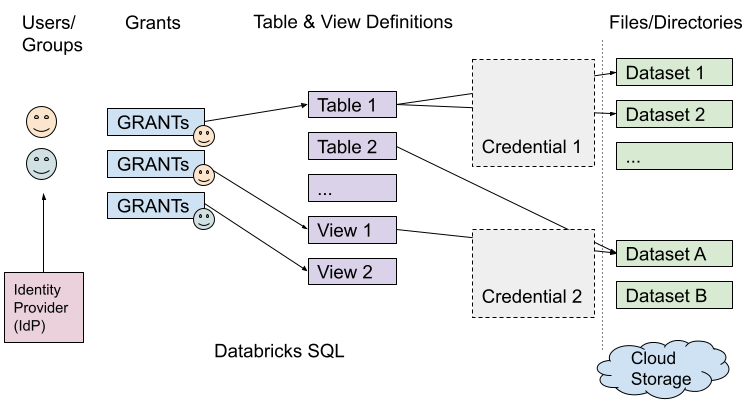 Users/
Groups
Grants
Table & View Definitions
Files/Directories
GRANTs
GRANTs
GRANTs
Table 1
Table 2
...
View 1
View 2
Credential 1
Credential 2
Dataset 1
Dataset 2
...
Dataset A
Dataset B
Identity
Provider
(IdP)
Databricks SQL
Cloud
Storage